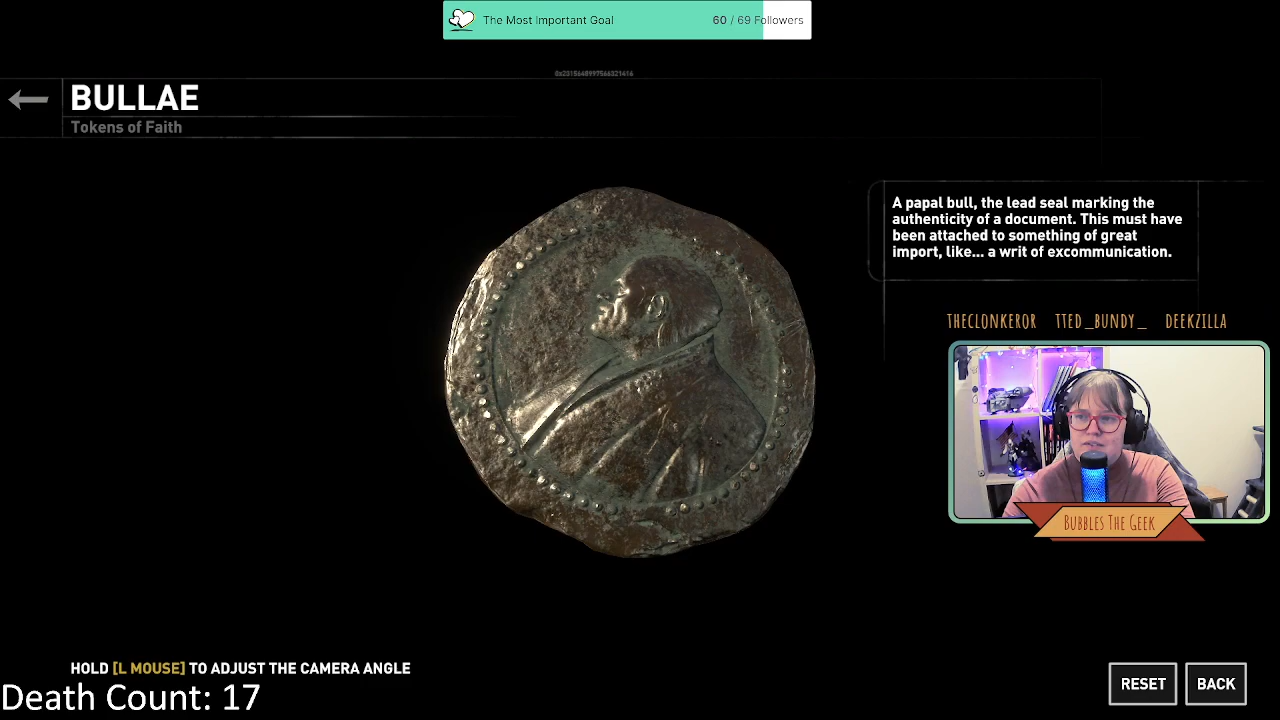 The Most Important Goal 60 / 69 Followers
BULLAE
Tokens of Faith
A papal bull, the lead seal marking the
authenticity of a document. This must have
been attached to something of great
import, like... a writ of excommunication.
THECLONKEROR TTED_BUNDY_ DEEKZILLA
BUBBLES THE GEEK
HOLD [L MOUSE] TO ADJUST THE CAMERA ANGLE
Death Count: 17
RESET BACK